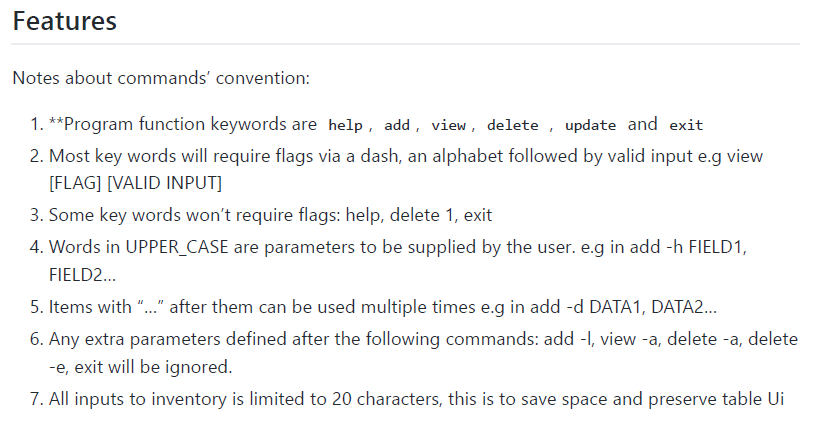 Features
Notes about commands’ convention:
1. **Program function keywords are help , add , view , delete , update and exit
2. Most key words will require flags via a dash, an alphabet followed by valid input e.g view
[FLAG] [VALID INPUT]
3. Some key words won’t require flags: help, delete 1, exit
4. Words in UPPER_CASE are parameters to be supplied by the user. e.g in add -h FIELD1,
FIELD2…
5. Items with “…” after them can be used multiple times e.g in add -d DATA1, DATA2…
6. Any extra parameters defined after the following commands: add -l, view -a, delete -a, delete
-e, exit will be ignored.
7. All inputs to inventory is limited to 20 characters, this is to save space and preserve table Ui